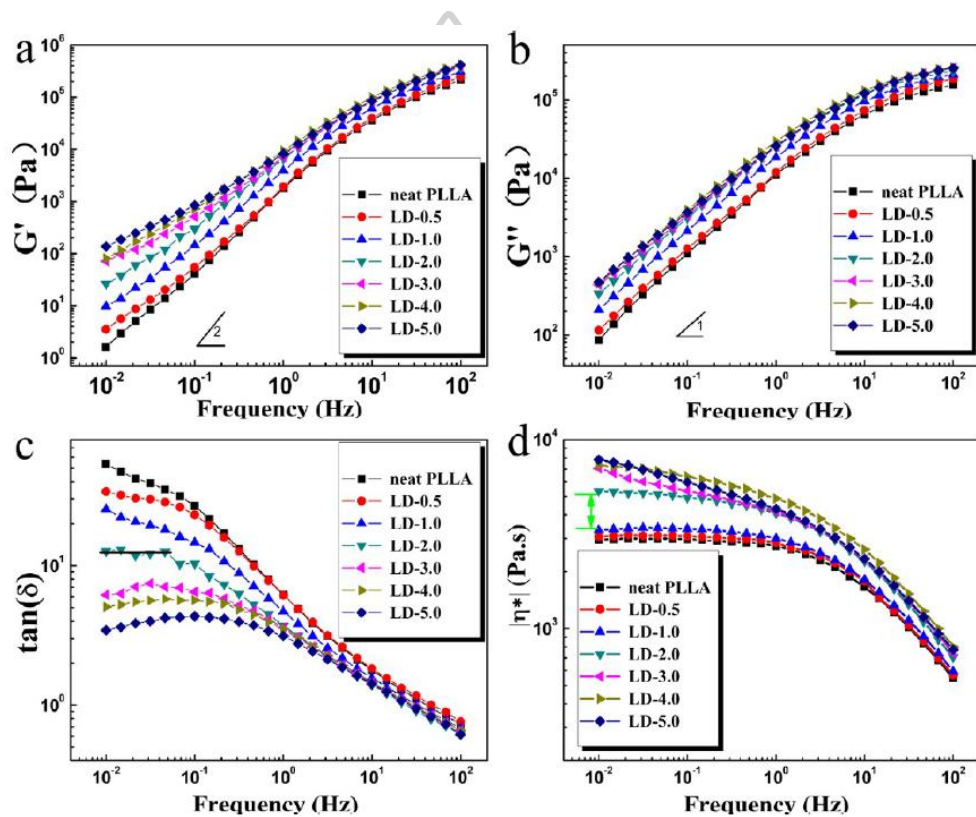 a
G' (Pa)
10^6
10^5
10^4
10^3
10^2
10^1
10^0
neat PLLA
LD-0.5
LD-1.0
LD-2.0
LD-3.0
LD-4.0
LD-5.0
2
10^-2 10^-1 10^0 10^1 10^2
Frequency (Hz)
b
G'' (Pa)
10^5
10^4
10^3
10^2
neat PLLA
LD-0.5
LD-1.0
LD-2.0
LD-3.0
LD-4.0
LD-5.0
1
10^-2 10^-1 10^0 10^1 10^2
Frequency (Hz)
c
tan(δ)
10^1
10^0
neat PLLA
LD-0.5
LD-1.0
LD-2.0
LD-3.0
LD-4.0
LD-5.0
10^-2 10^-1 10^0 10^1 10^2
Frequency (Hz)
d
|η*| (Pa.s)
10^4
10^3
neat PLLA
LD-0.5
LD-1.0
LD-2.0
LD-3.0
LD-4.0
LD-5.0
10^-2 10^-1 10^0 10^1 10^2
Frequency (Hz)